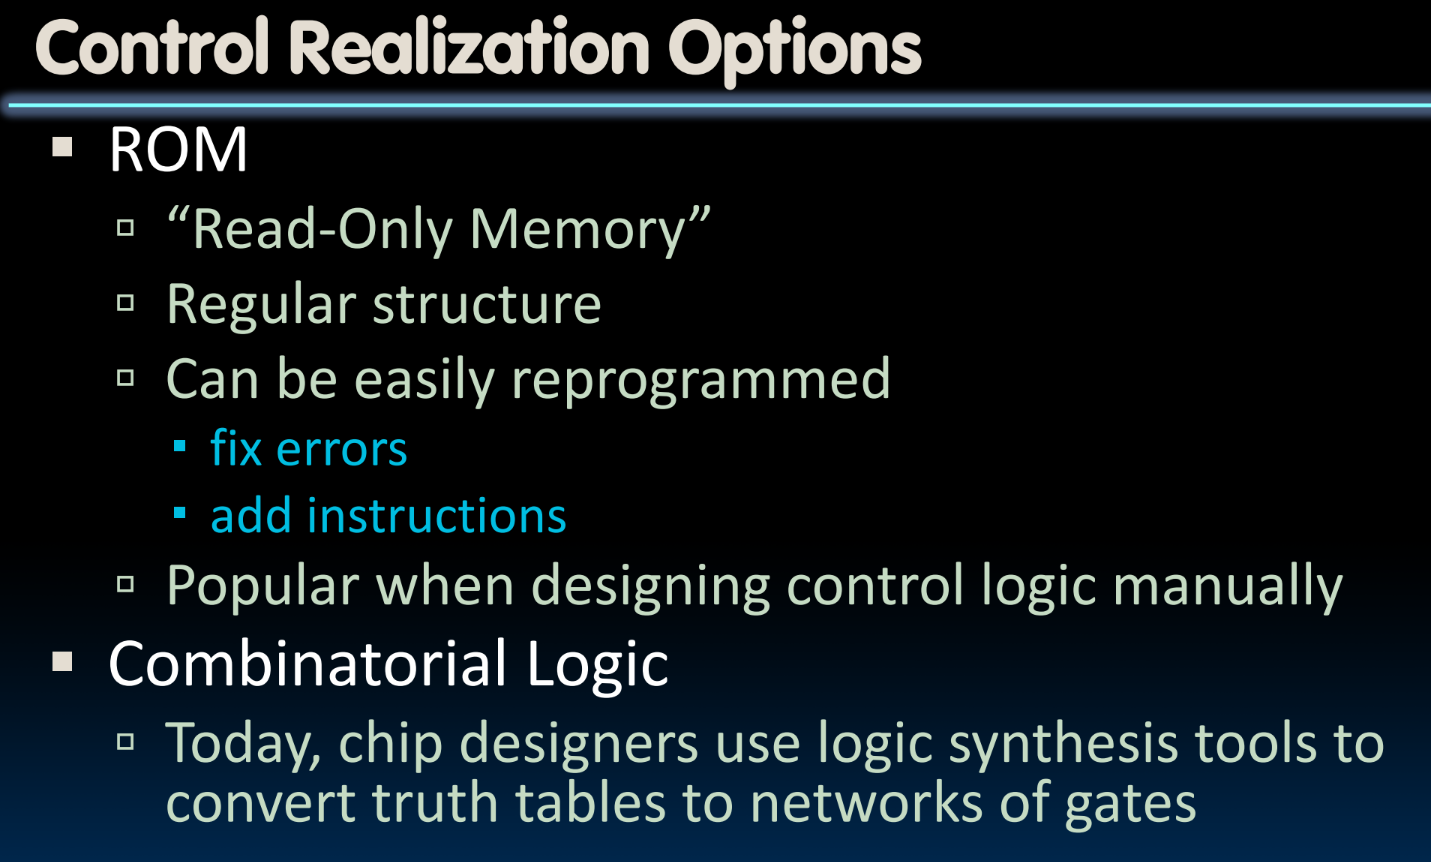 Control Realization Options
ROM
“Read-Only Memory”
Regular structure
Can be easily reprogrammed
fix errors
add instructions
Popular when designing control logic manually
Combinatorial Logic
Today, chip designers use logic synthesis tools to
convert truth tables to networks of gates